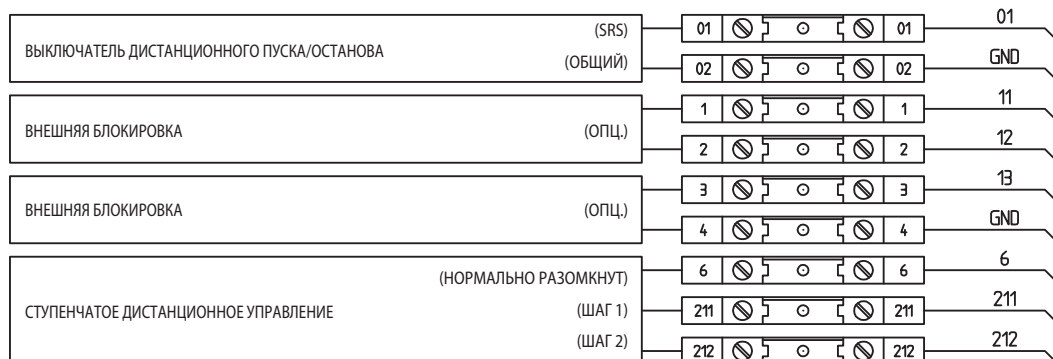 ВЫКЛЮЧАТЕЛЬ ДИСТАНЦИОННОГО ПУСКА/ОСТАНОВА
(SRS) 01 01 01
(ОБЩИЙ) 02 02 GND
ВНЕШНЯЯ БЛОКИРОВКА
1 1 11
(ОПЦ.)
2 2 12
ВНЕШНЯЯ БЛОКИРОВКА
3 3 13
(ОПЦ.)
4 4 GND
СТУПЕНЧАТОЕ ДИСТАНЦИОННОЕ УПРАВЛЕНИЕ
(НОРМАЛЬНО РАЗОМКНУТ) 6 6 6
(ШАГ 1) 211 211 211
(ШАГ 2) 212 212 212